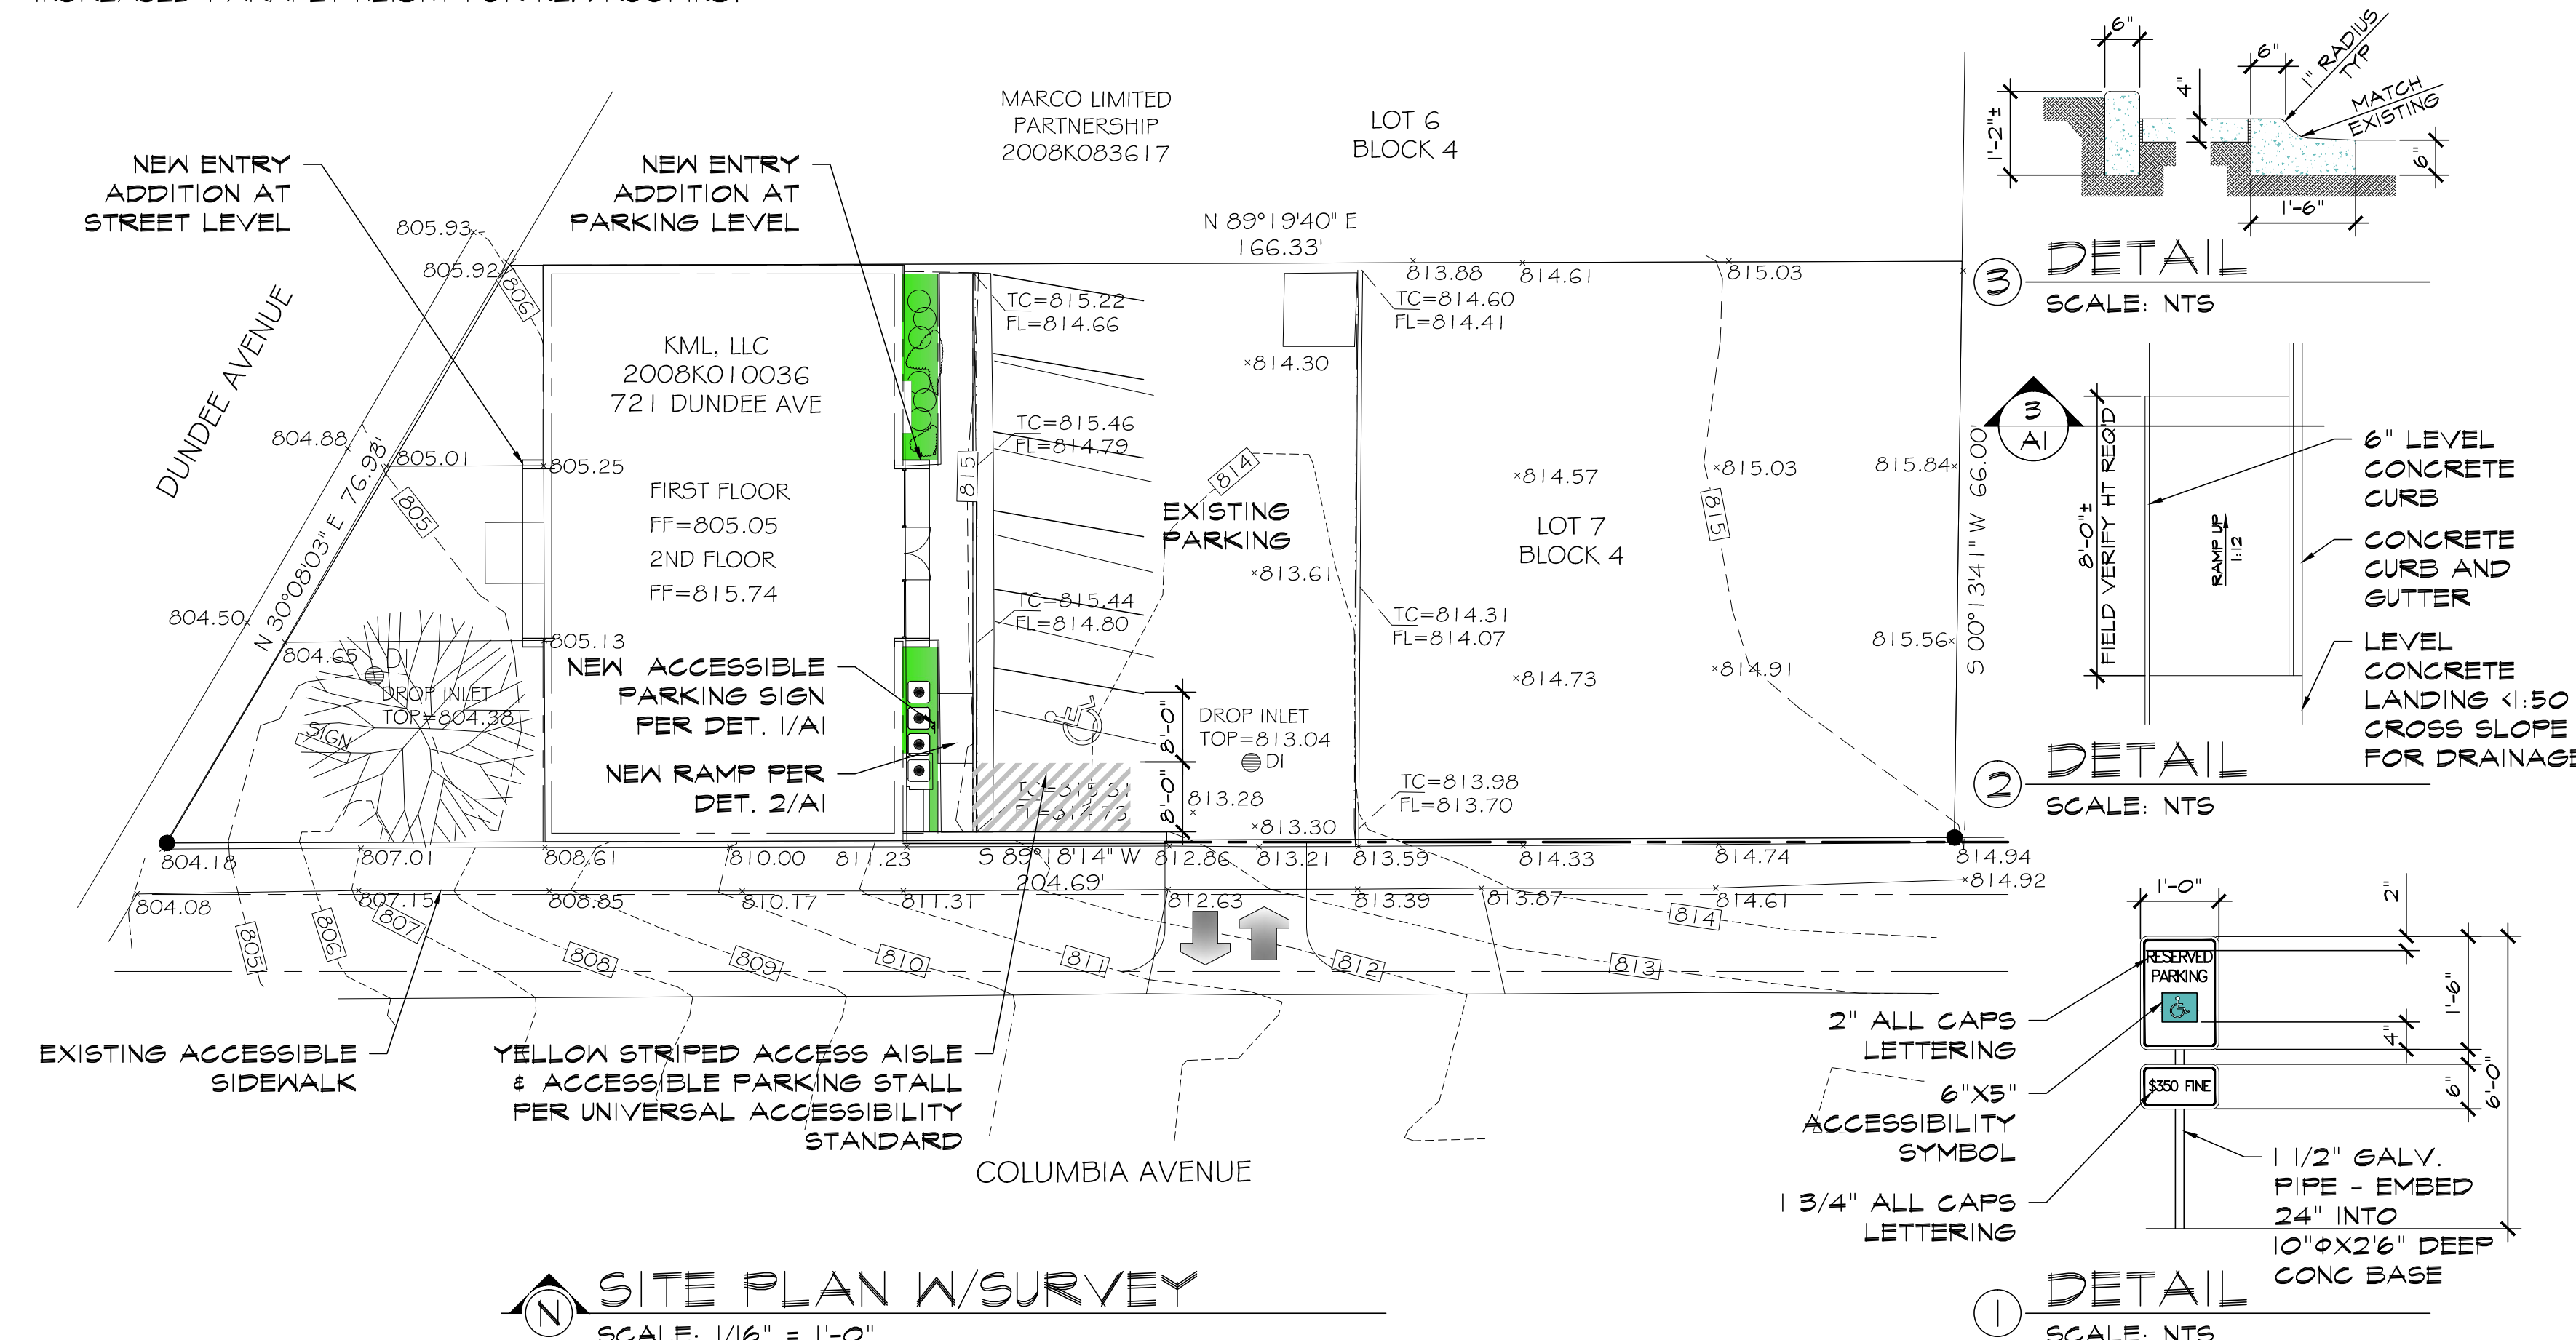 MARCO LIMITED
PARTNERSHIP
2008K083617
LOT 6
BLOCK 4
NEW ENTRY
ADDITION AT
STREET LEVEL
NEW ENTRY
ADDITION AT
PARKING LEVEL
N 89°19'40" E
166.33'
805.93
805.92
806
DUNDEE AVENUE
N 30°08'03" E 76.93'
804.88
805.01
805.25
805
804.50
805.13
804.65
DI
DROP INLET
TOP=804.38
SIGN
KML, LLC
2008K010036
721 DUNDEE AVE
FIRST FLOOR
FF=805.05
2ND FLOOR
FF=815.74
NEW ACCESSIBLE
PARKING SIGN
PER DET. 1/A1
NEW RAMP PER
DET. 2/A1
TC=815.22
FL=814.66
TC=815.46
FL=814.79
815
TC=815.44
FL=814.80
814.30
814
EXISTING
PARKING
813.61
8'-0"
8'-0"
DROP INLET
TOP=813.04
DI
813.28
813.30
813.88
814.61
815.03
TC=814.60
FL=814.41
814.57
815.03
815.84
LOT 7
BLOCK 4
815
TC=814.31
FL=814.07
815.56
814.73
814.91
TC=813.98
FL=813.70
S 00°13'41" W 66.00'
804.18
807.01
808.61
810.00
811.23
S 89°18'14" W
204.69'
812.86
813.21
813.59
814.33
814.74
814.94
804.08
807.15
808.85
810.17
811.31
812.63
813.39
813.87
814.61
814.92
805
806
807
808
809
810
811
812
813
814
EXISTING ACCESSIBLE
SIDEWALK
YELLOW STRIPED ACCESS AISLE
& ACCESSIBLE PARKING STALL
PER UNIVERSAL ACCESSIBILITY
STANDARD
COLUMBIA AVENUE
N
SITE PLAN W/SURVEY
SCALE: 1/16" = 1'-0"
6"
6"
4"
1" RADIUS
TYP
MATCH
EXISTING
1'-2"±
6"
1'-6"
3
DETAIL
SCALE: NTS
3
A1
8'-0"±
FIELD VERIFY HT REQ'D
RAMP UP
1:12
6" LEVEL
CONCRETE
CURB
CONCRETE
CURB AND
GUTTER
LEVEL
CONCRETE
LANDING <1:50
CROSS SLOPE
FOR DRAINAGE
2
DETAIL
SCALE: NTS
1'-0"
2"
RESERVED
PARKING
$350 FINE
1'-6"
4"
6"
6'-0"
2" ALL CAPS
LETTERING
6"X5"
ACCESSIBILITY
SYMBOL
1 3/4" ALL CAPS
LETTERING
1 1/2" GALV.
PIPE - EMBED
24" INTO
10"ΦX2'6" DEEP
CONC BASE
1
DETAIL
SCALE: NTS